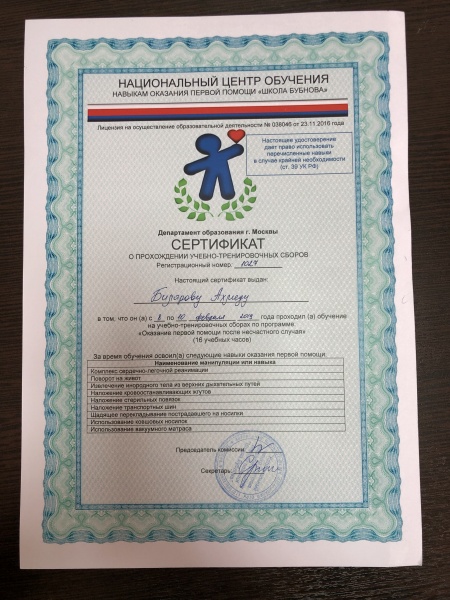 НАЦИОНАЛЬНЫЙ ЦЕНТР ОБУЧЕНИЯ
НАВЫКАМ ОКАЗАНИЯ ПЕРВОЙ ПОМОЩИ «ШКОЛА БУБНОВА»
Лицензия на осуществление образовательной деятельности № 038046 от 23.11.2016 года
Настоящее удостоверение
дает право использовать
перечисленные навыки
в случае крайней необходимости
(ст. 39 УК РФ)
Департамент образования г. Москвы
СЕРТИФИКАТ
О ПРОХОЖДЕНИИ УЧЕБНО-ТРЕНИРОВОЧНЫХ СБОРОВ
Регистрационный номер: 1027
Настоящий сертификат выдан:
Ахмеду
в том, что он (а) с 8 по 10 февраля 2019 года проходил (а) обучение
на учебно-тренировочных сборах по программе
«Оказание первой помощи после несчастного случая»
(16 учебных часов)
За время обучения освоил(а) следующие навыки оказания первой помощи:
Наименование манипуляции или навыка
Комплекс сердечно-легочной реанимации
Поворот на живот
Извлечение инородного тела из верхних дыхательных путей
Наложение кровоостанавливающих жгутов
Наложение стерильных повязок
Наложение транспортных шин
Щадящее перекладывание пострадавшего на носилки
Использование ковшовых носилок
Использование вакуумного матраса
Председатель комиссии:
Секретарь: